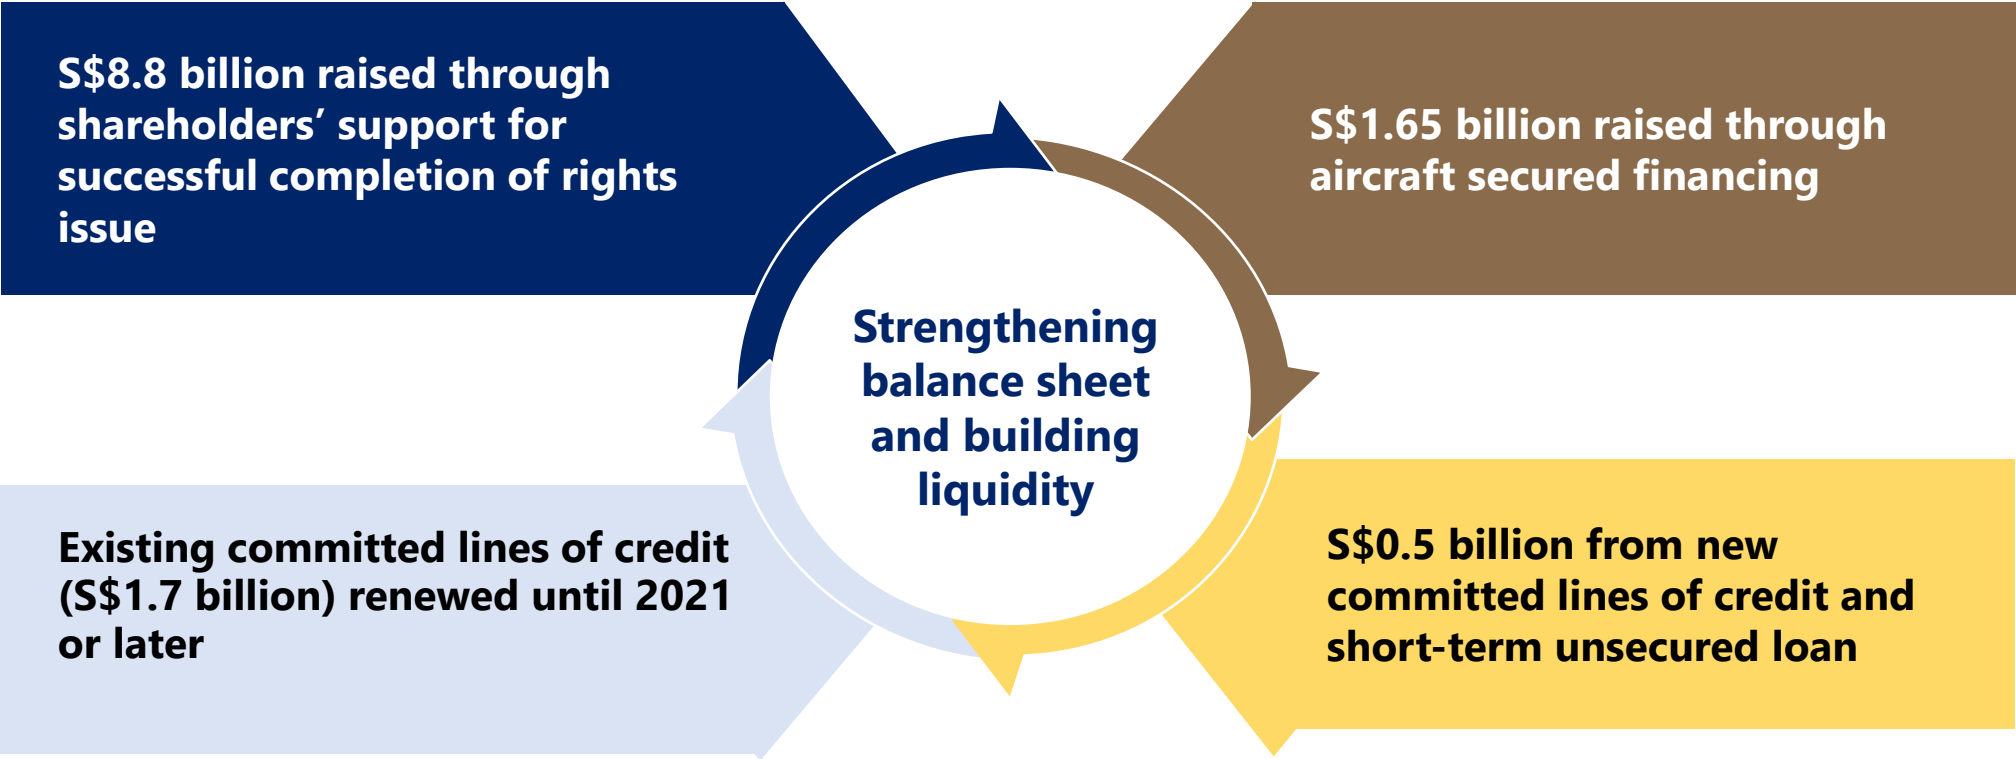 S$8.8 billion raised through
shareholders’ support for
successful completion of rights
issue
S$1.65 billion raised through
aircraft secured financing
Strengthening
balance sheet
and building
liquidity
Existing committed lines of credit
(S$1.7 billion) renewed until 2021
or later
S$0.5 billion from new
committed lines of credit and
short-term unsecured loan